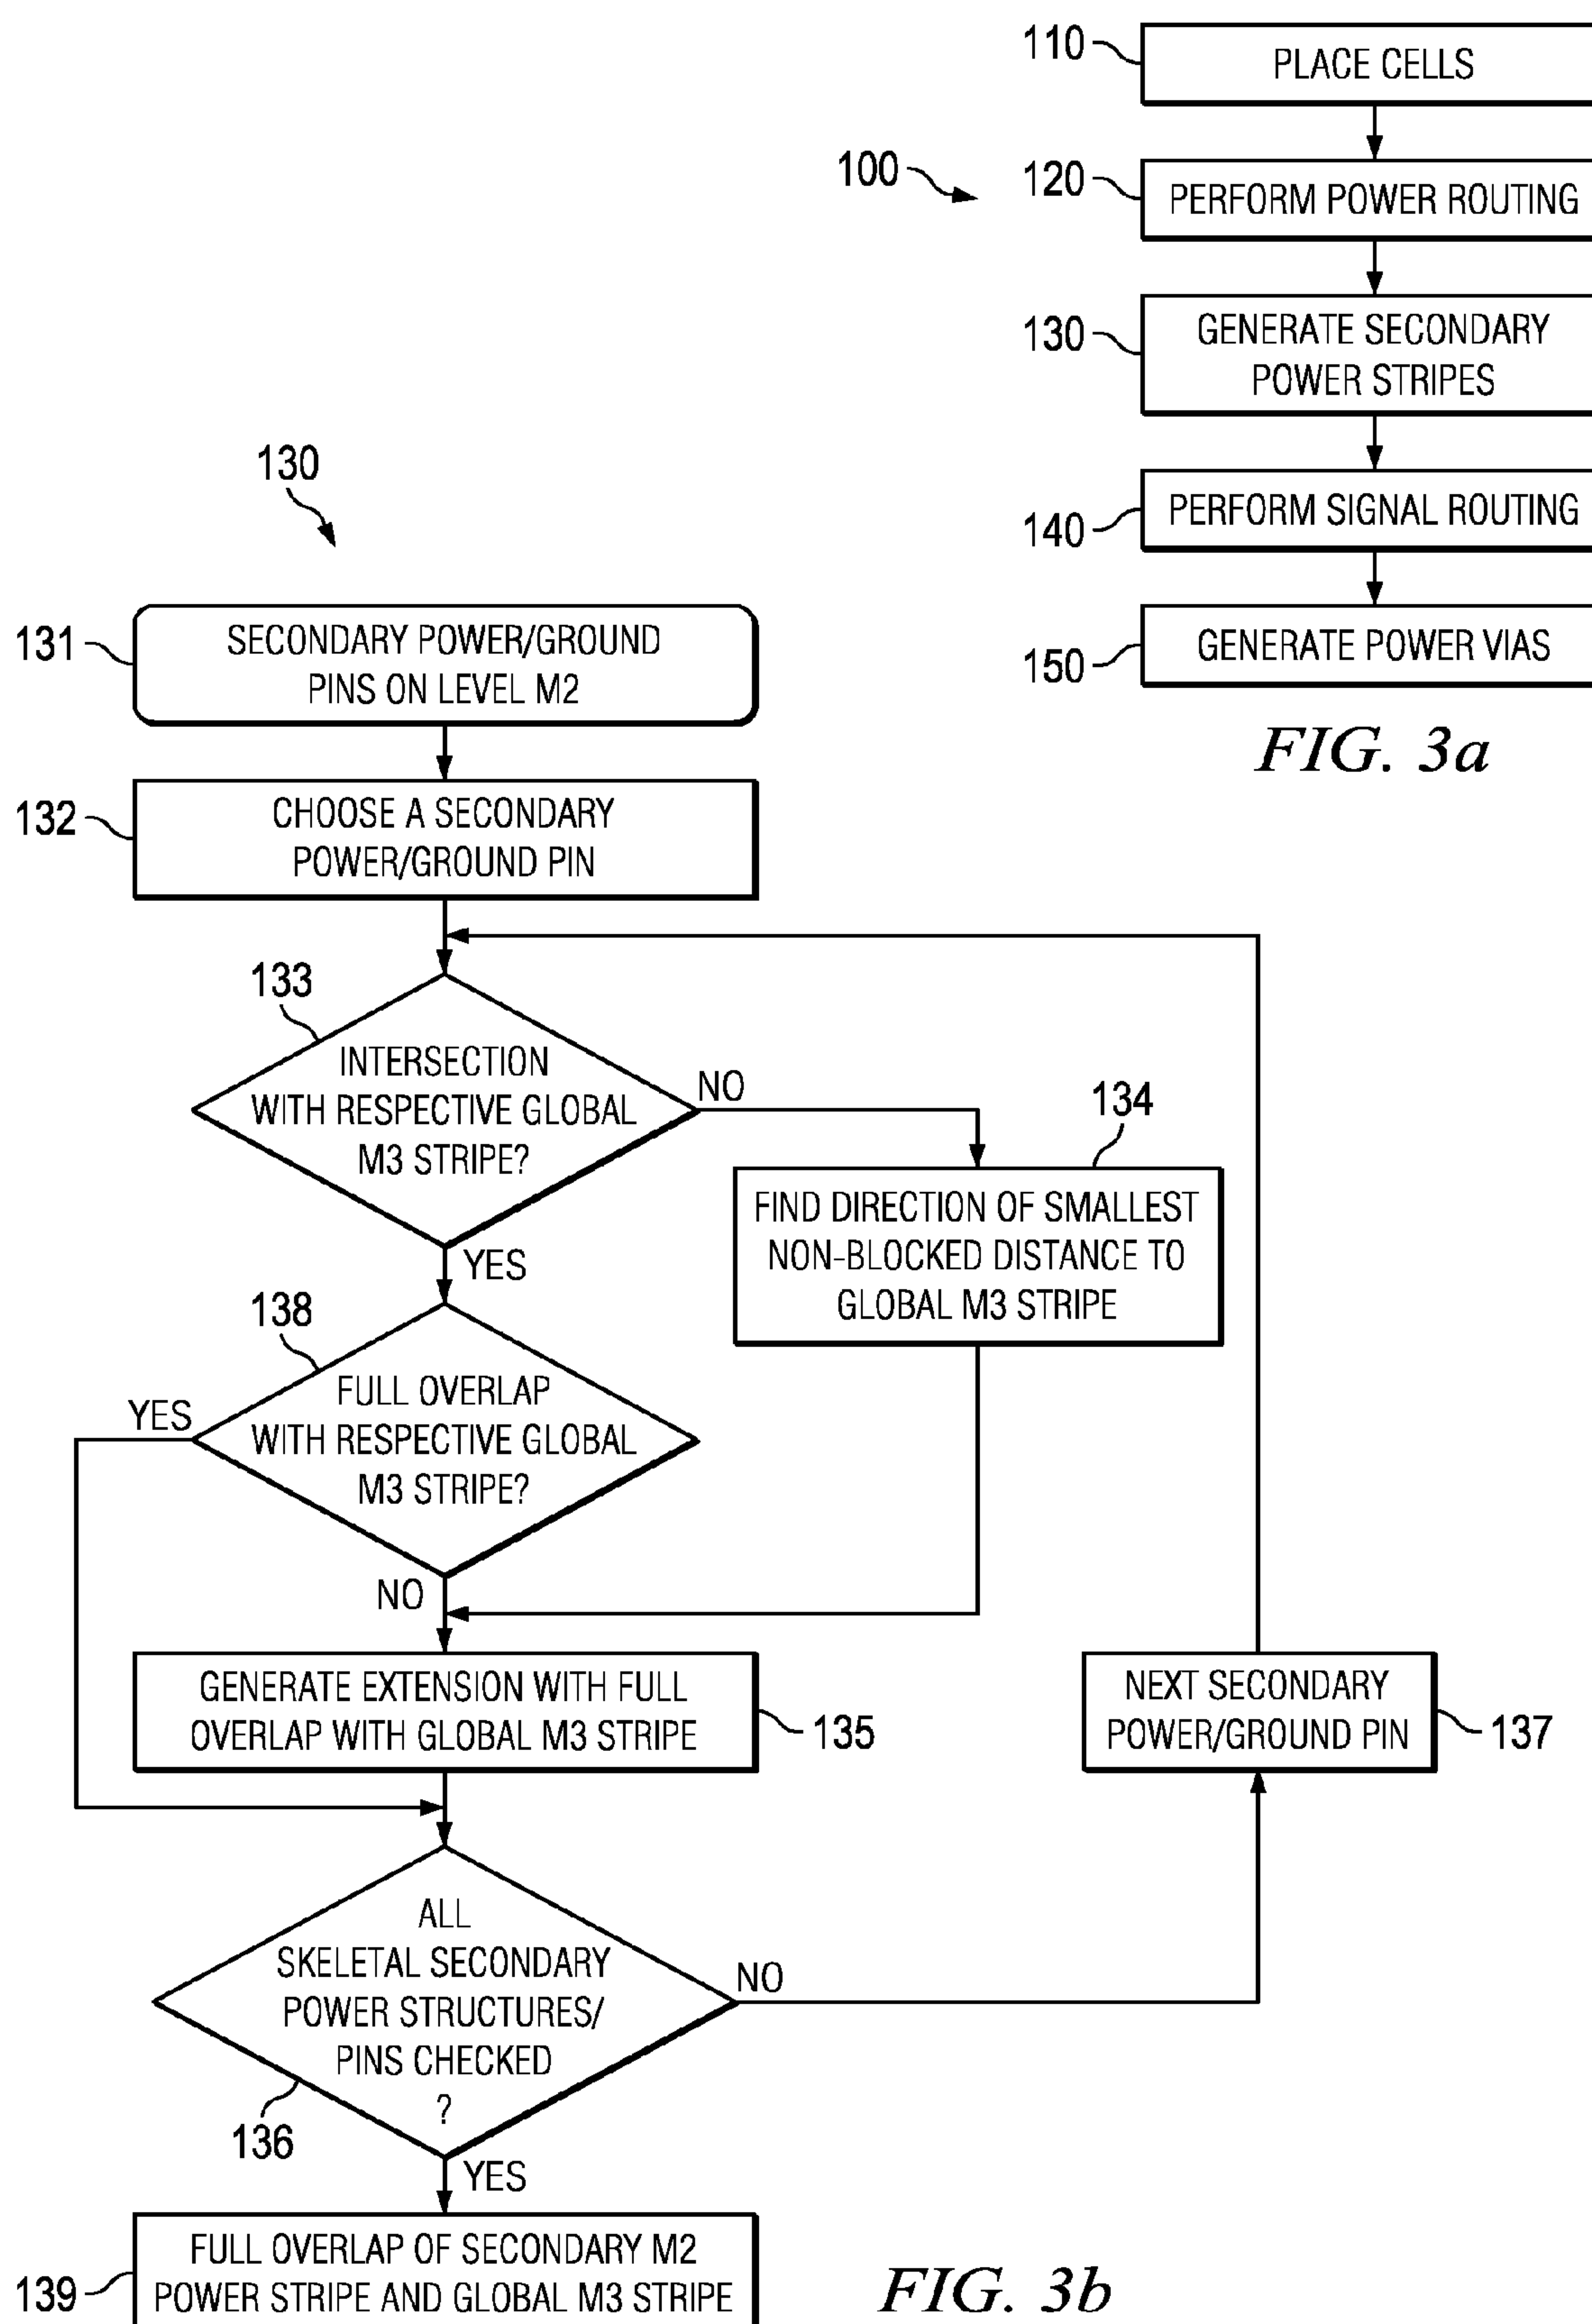 110
PLACE CELLS
100
120
PERFORM POWER ROUTING
130
GENERATE SECONDARY
POWER STRIPES
140
PERFORM SIGNAL ROUTING
150
GENERATE POWER VIAS
FIG. 3a
130
131
SECONDARY POWER/GROUND
PINS ON LEVEL M2
132
CHOOSE A SECONDARY
POWER/GROUND PIN
133
INTERSECTION
WITH RESPECTIVE GLOBAL
M3 STRIPE?
NO
YES
134
FIND DIRECTION OF SMALLEST
NON-BLOCKED DISTANCE TO
GLOBAL M3 STRIPE
138
FULL OVERLAP
WITH RESPECTIVE GLOBAL
M3 STRIPE?
YES
NO
GENERATE EXTENSION WITH FULL
OVERLAP WITH GLOBAL M3 STRIPE
135
NEXT SECONDARY
POWER/GROUND PIN
137
ALL
SKELETAL SECONDARY
POWER STRUCTURES/
PINS CHECKED
?
NO
136
YES
139
FULL OVERLAP OF SECONDARY M2
POWER STRIPE AND GLOBAL M3 STRIPE
FIG. 3b